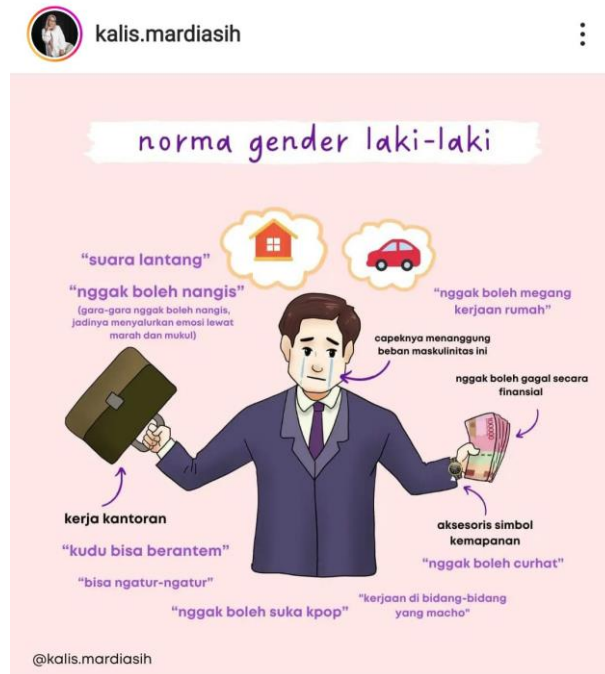 kalis.mardiasih
norma gender laki-laki
“suara lantang”
“nggak boleh nangis”
(gara-gara nggak boleh nangis,
jadinya menyalurkan emosi lewat
marah dan mukul)
“nggak boleh megang
kerjaan rumah”
capeknya menanggung
beban maskulinitas ini
nggak boleh gagal secara
finansial
kerja kantoran
aksesoris simbol
kemapanan
“kudu bisa berantem”
“nggak boleh curhat”
“bisa ngatur-ngatur”
“kerjaan di bidang-bidang
yang macho”
“nggak boleh suka kpop”
@kalis.mardiasih